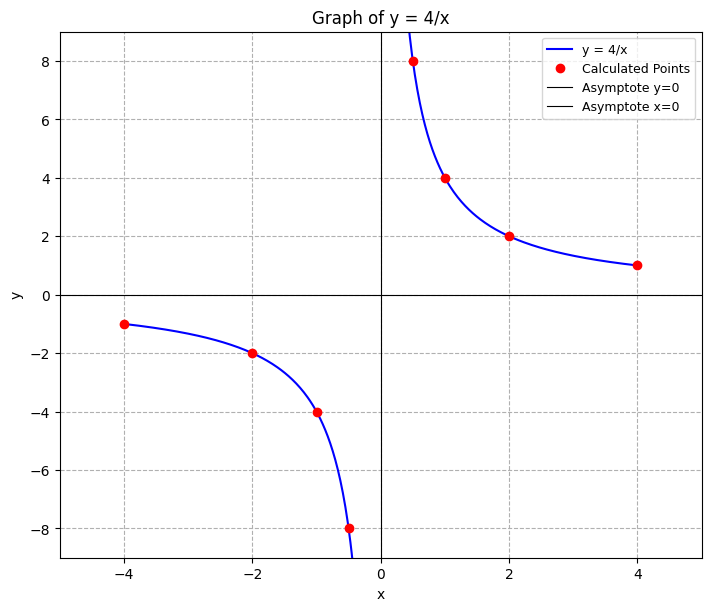 Graph of y = 4/x
y = 4/x
Calculated Points
Asymptote y=0
Asymptote x=0
8
6
4
2
0
−2
−4
−6
−8
y
−4
−2
0
2
4
x